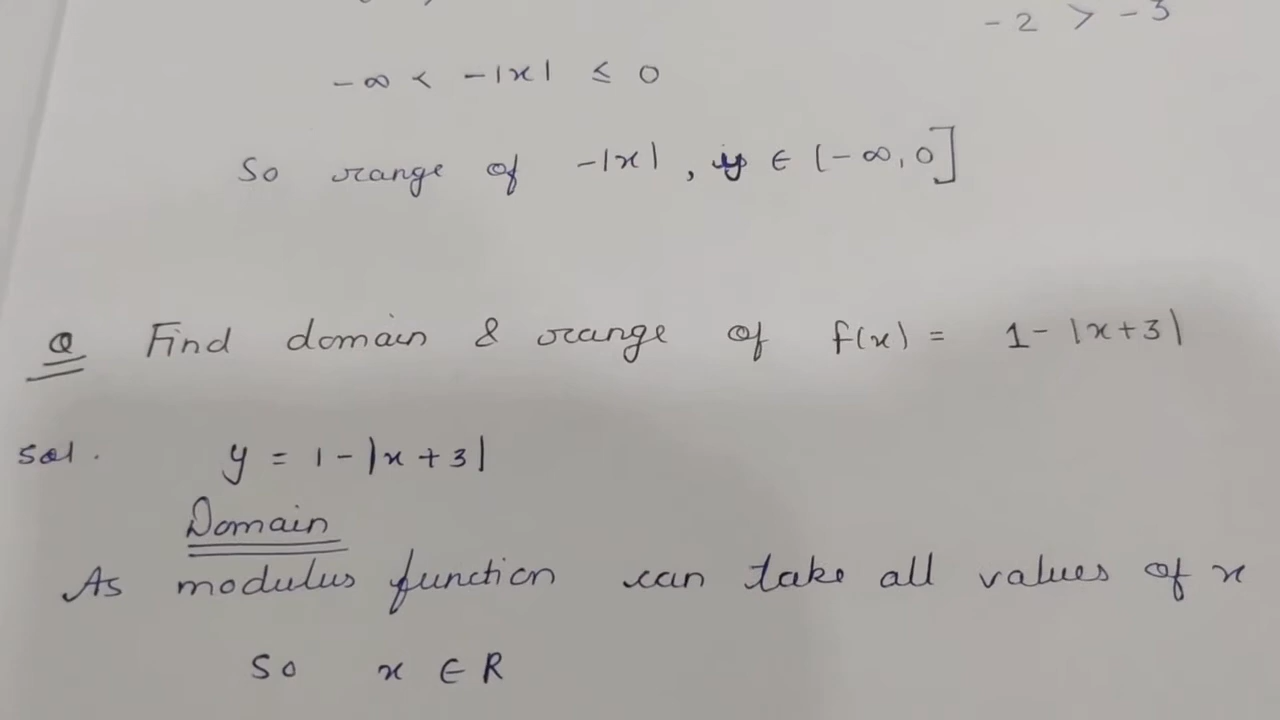 -2 > -3
-∞ < -|x| ≤ 0
So range of -|x|, y ∈ (-∞, 0]
Q Find domain & range of f(x) = 1-|x+3|
Sol. y = 1-|x+3|
Domain
As modulus function can take all values of x
So x ∈ R